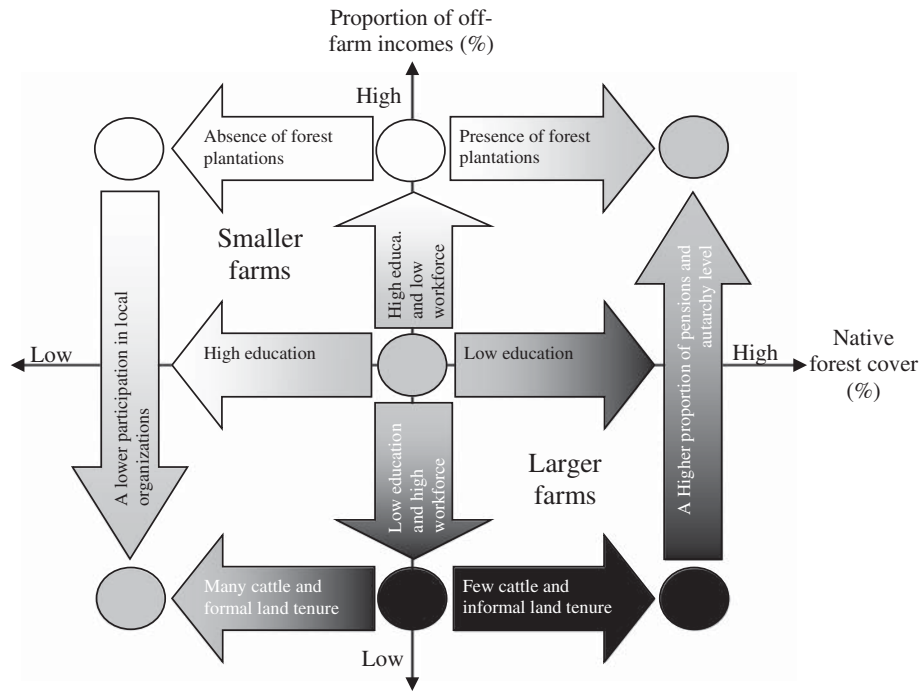 Proportion of off-
farm incomes (%)
High
Absence of forest
plantations
Presence of forest
plantations
Smaller
farms
High educa.
and low
workforce
A lower participation in local
organizations
A Higher proportion of pensions and
autarchy level
Low
High education
Low education
High
Native
forest cover
(%)
Low education
and high
workforce
Larger
farms
Many cattle and
formal land tenure
Few cattle and
informal land tenure
Low